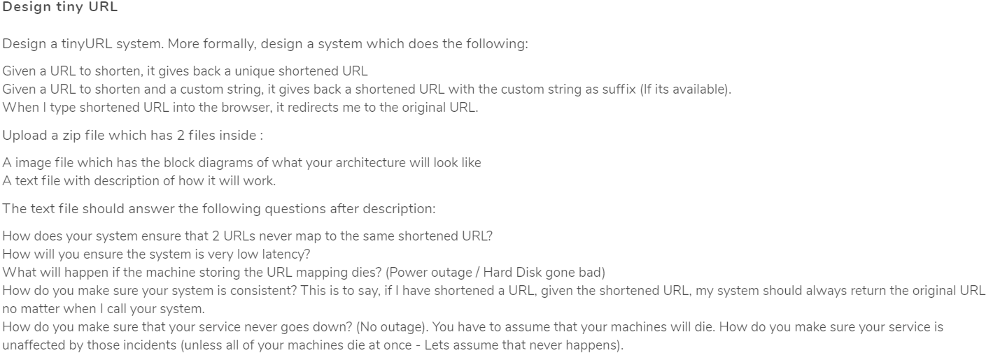 Design tiny URL
Design a tinyURL system. More formally, design a system which does the following:
Given a URL to shorten, it gives back a unique shortened URL
Given a URL to shorten and a custom string, it gives back a shortened URL with the custom string as suffix (If its available).
When I type shortened URL into the browser, it redirects me to the original URL.
Upload a zip file which has 2 files inside :
A image file which has the block diagrams of what your architecture will look like
A text file with description of how it will work.
The text file should answer the following questions after description:
How does your system ensure that 2 URLs never map to the same shortened URL?
How will you ensure the system is very low latency?
What will happen if the machine storing the URL mapping dies? (Power outage / Hard Disk gone bad)
How do you make sure your system is consistent? This is to say, if I have shortened a URL, given the shortened URL, my system should always return the original URL
no matter when I call your system.
How do you make sure that your service never goes down? (No outage). You have to assume that your machines will die. How do you make sure your service is
unaffected by those incidents (unless all of your machines die at once - Lets assume that never happens).